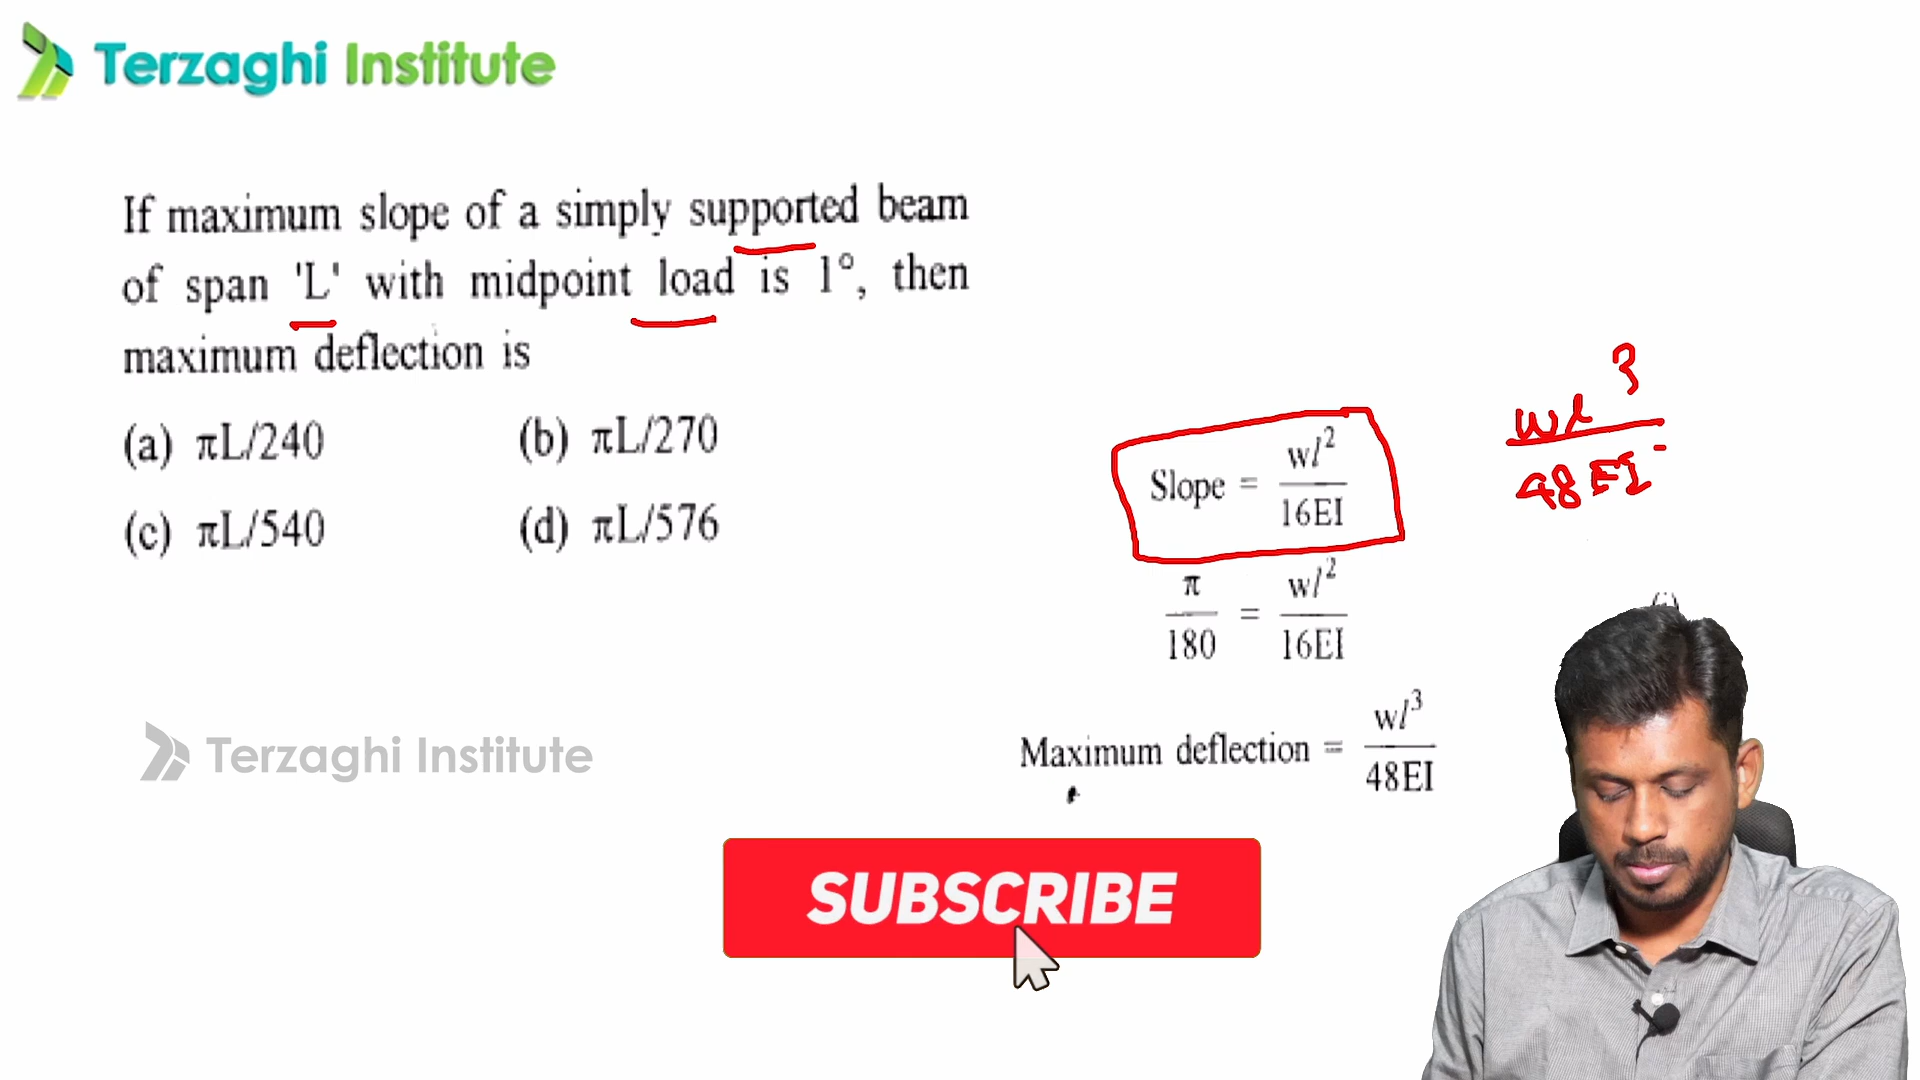 Terzaghi Institute
If maximum slope of a simply supported beam
of span 'L' with midpoint load is 1°, then
maximum deflection is
(a) πL/240 (b) πL/270
(c) πL/540 (d) πL/576
Slope = wl²/16EI
wl³/48EI
π/180 = wl²/16EI
Maximum deflection = wl³/48EI
Terzaghi Institute
SUBSCRIBE